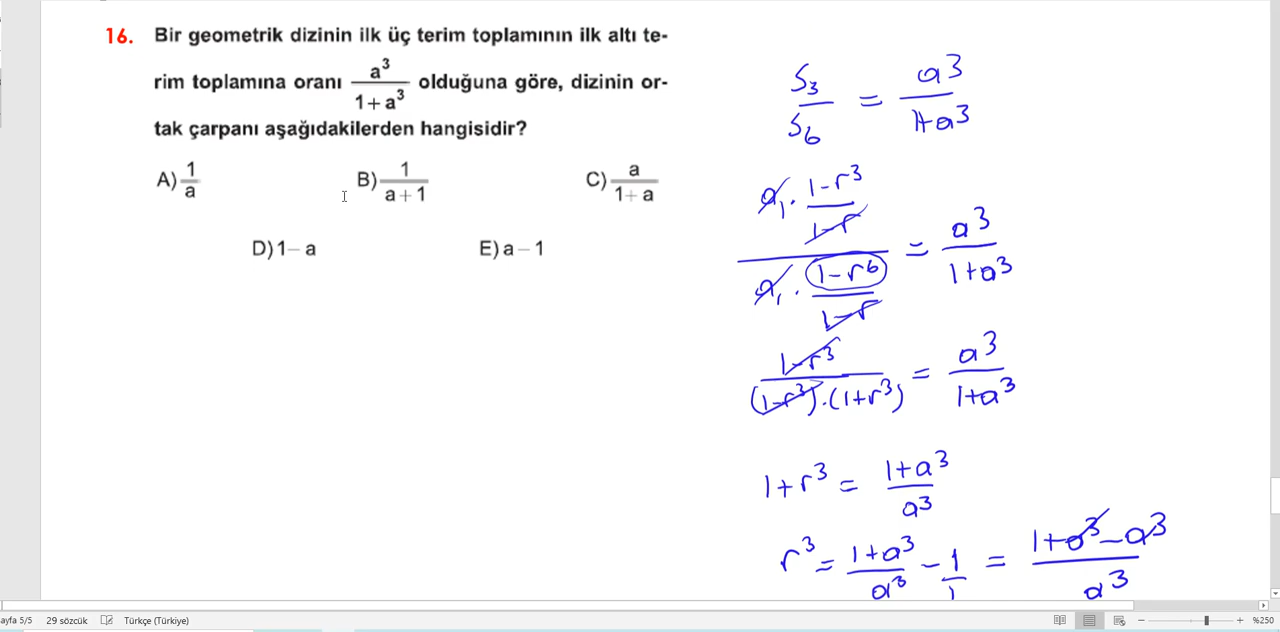 16. Bir geometrik dizinin ilk üç terim toplamının ilk altı te-
rim toplamına oranı a³/(1+a³) olduğuna göre, dizinin or-
tak çarpanı aşağıdakilerden hangisidir?
A) 1/a B) 1/(a+1) C) a/(1+a)
D) 1−a E) a−1
S₃/S₆ = a³/(1+a³)
(a₁·(1−r³)/(1−r))/(a₁·(1−r⁶)/(1−r)) = a³/(1+a³)
(1−r³)/((1−r³)·(1+r³)) = a³/(1+a³)
1+r³ = (1+a³)/a³
r³ = (1+a³)/a³ − 1/1 = (1+a³−a³)/a³
ayfa 5/5 29 sözcük Türkçe (Türkiye) − + %250